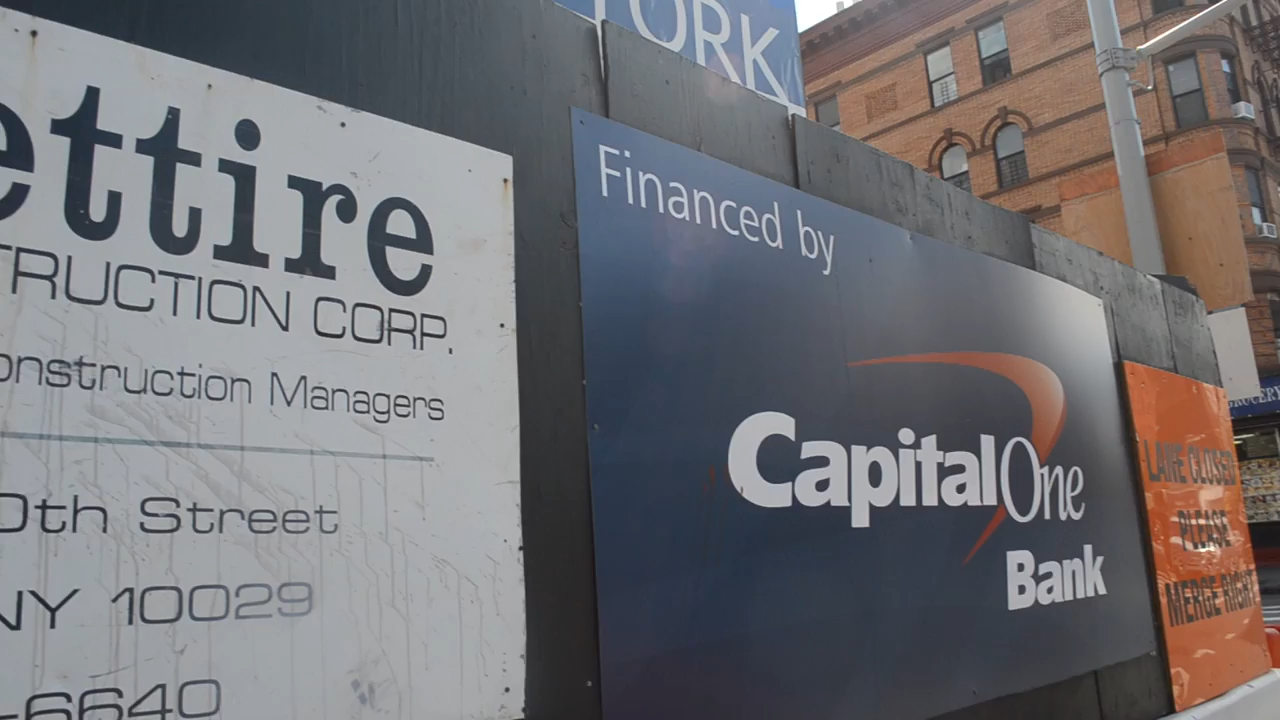 ettire
TRUCTION CORP.
onstruction Managers
0th Street
NY 10029
-6640
YORK
Financed by
CapitalOne
Bank
LANE CLOSED
PLEASE
MERGE RIGHT
GROCERY